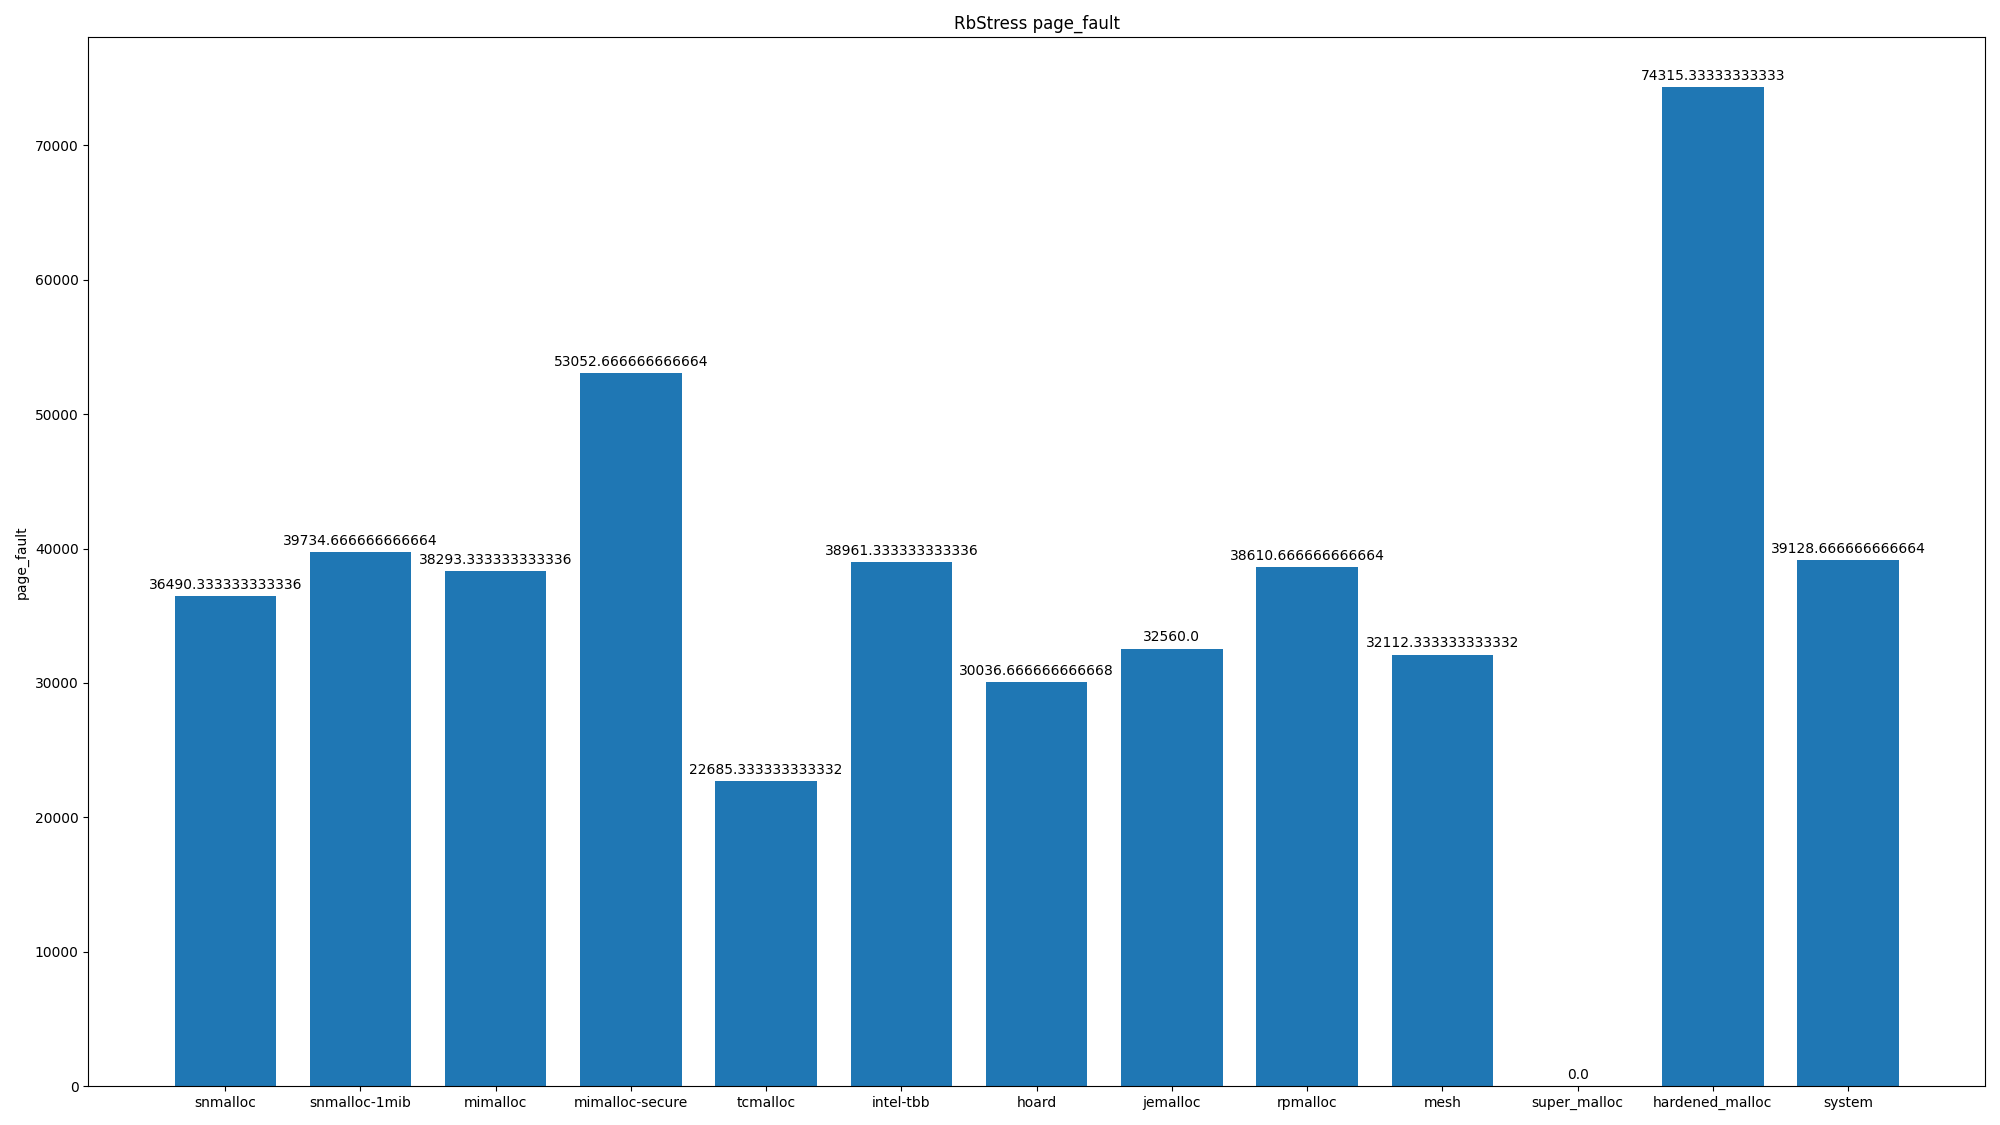 RbStress page_fault
74315.33333333333
70000
60000
53052.666666666664
50000
39734.666666666664
38293.333333333336
38961.333333333336
38610.666666666664
39128.666666666664
40000
36490.333333333336
page_fault
32560.0
32112.333333333332
30036.666666666668
30000
22685.333333333332
20000
10000
0.0
0
snmalloc
snmalloc-1mib
mimalloc
mimalloc-secure
tcmalloc
intel-tbb
hoard
jemalloc
rpmalloc
mesh
super_malloc
hardened_malloc
system